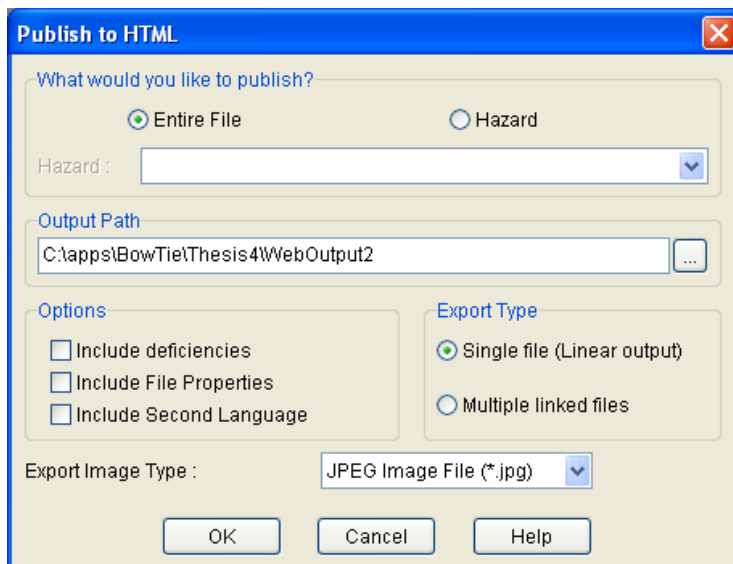 Publish to HTML
What would you like to publish?
Entire File
Hazard
Hazard :
Output Path
C:\apps\BowTie\Thesis4\WebOutput2
...
Options
Include deficiencies
Include File Properties
Include Second Language
Export Type
Single file (Linear output)
Multiple linked files
Export Image Type :
JPEG Image File (*.jpg)
OK
Cancel
Help